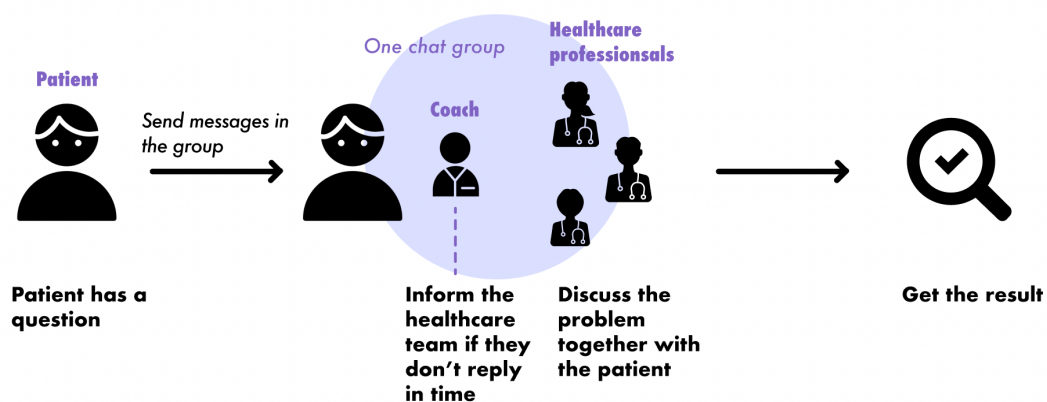 Patient
Send messages in
the group
One chat group
Coach
Healthcare
professionsals
Patient has a
question
Inform the
healthcare
team if they
don't reply
in time
Discuss the
problem
together with
the patient
Get the result